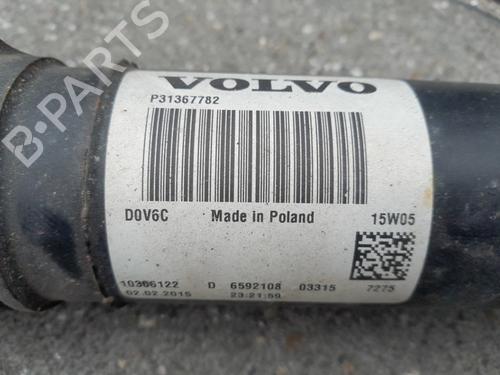 B-PARTS
VOLVO
P31367782
D0V6C Made in Poland 15W05
10366122 D 6592108 03315 7275
02.02.2015 23:21:59